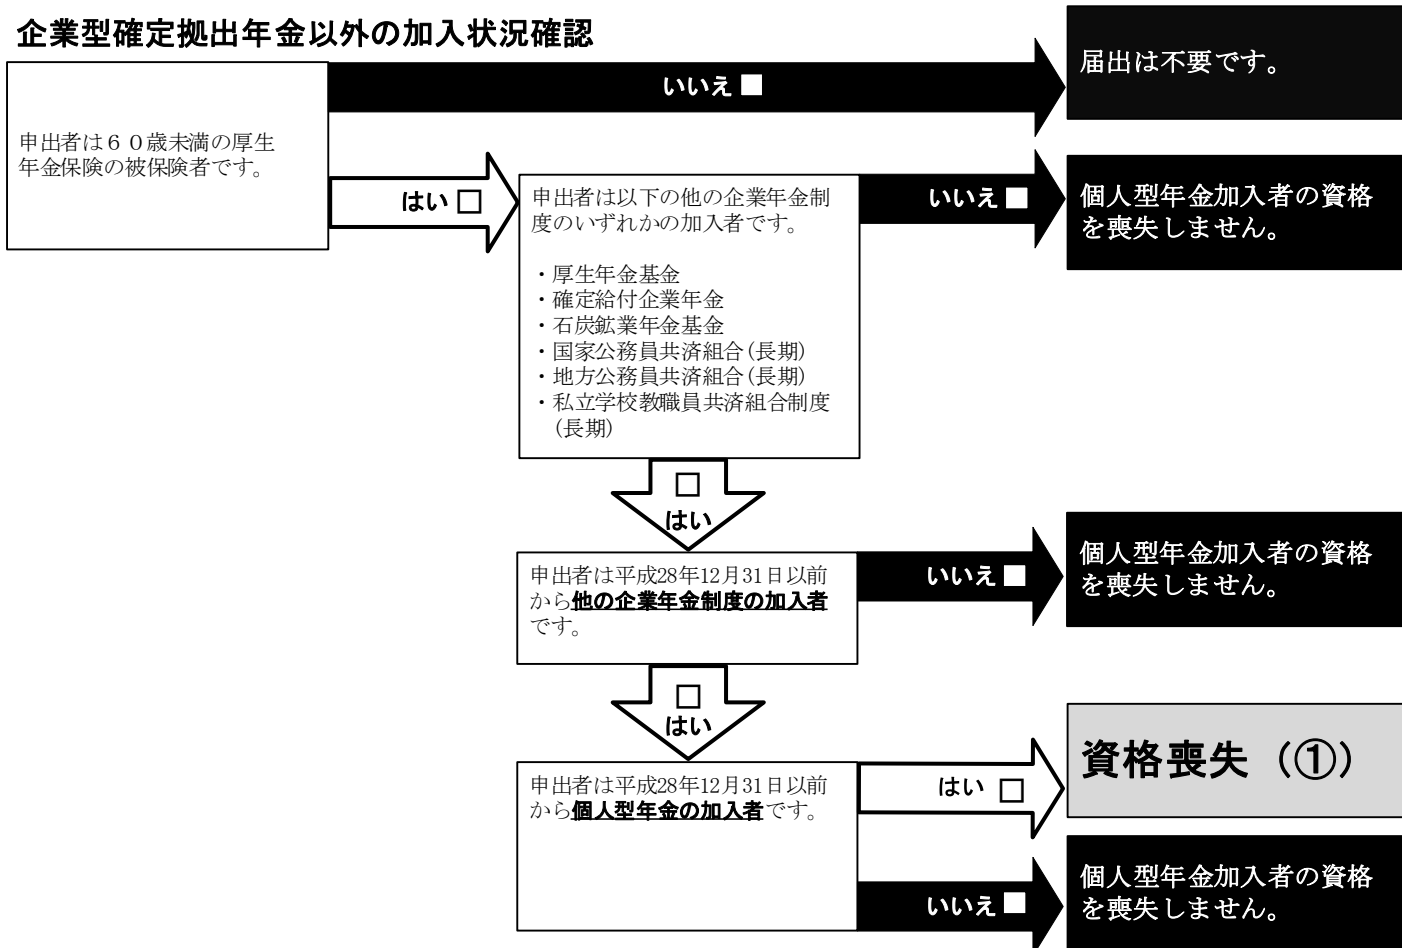 企業型確定拠出年金以外の加入状況確認
申出者は６０歳未満の厚生
年金保険の被保険者です。
いいえ □
届出は不要です。
はい □
申出者は以下の他の企業年金制
度のいずれかの加入者です。
・厚生年金基金
・確定給付企業年金
・石炭鉱業年金基金
・国家公務員共済組合(長期)
・地方公務員共済組合(長期)
・私立学校教職員共済組合制度
(長期)
いいえ □
個人型年金加入者の資格
を喪失しません。
□
はい
申出者は平成28年12月31日以前
から他の企業年金制度の加入者
です。
いいえ □
個人型年金加入者の資格
を喪失しません。
□
はい
申出者は平成28年12月31日以前
から個人型年金の加入者です。
はい □
資格喪失（①）
いいえ □
個人型年金加入者の資格
を喪失しません。